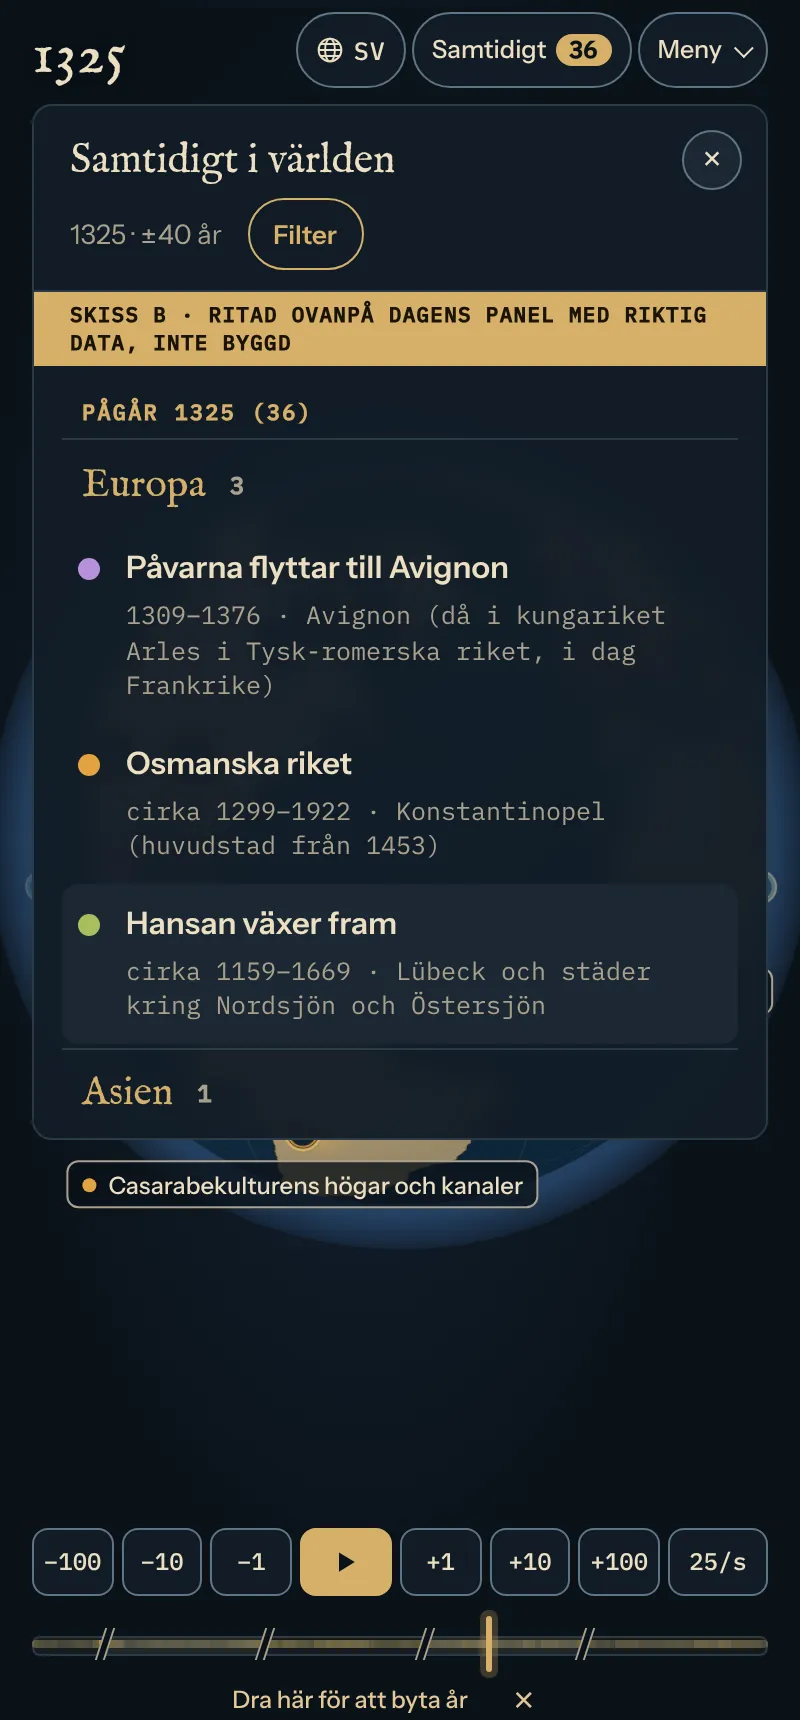 1325
SV
Samtidigt 36
Meny
Samtidigt i världen
×
1325 · ±40 år
Filter
SKISS B · RITAD OVANPÅ DAGENS PANEL MED RIKTIG
DATA, INTE BYGGD
PÅGÅR 1325 (36)
Europa 3
Påvarna flyttar till Avignon
1309–1376 · Avignon (då i kungariket
Arles i Tysk-romerska riket, i dag
Frankrike)
Osmanska riket
cirka 1299–1922 · Konstantinopel
(huvudstad från 1453)
Hansan växer fram
cirka 1159–1669 · Lübeck och städer
kring Nordsjön och Östersjön
Asien 1
Casarabekulturens högar och kanaler
−100
−10
−1
+1
+10
+100
25/s
Dra här för att byta år ×